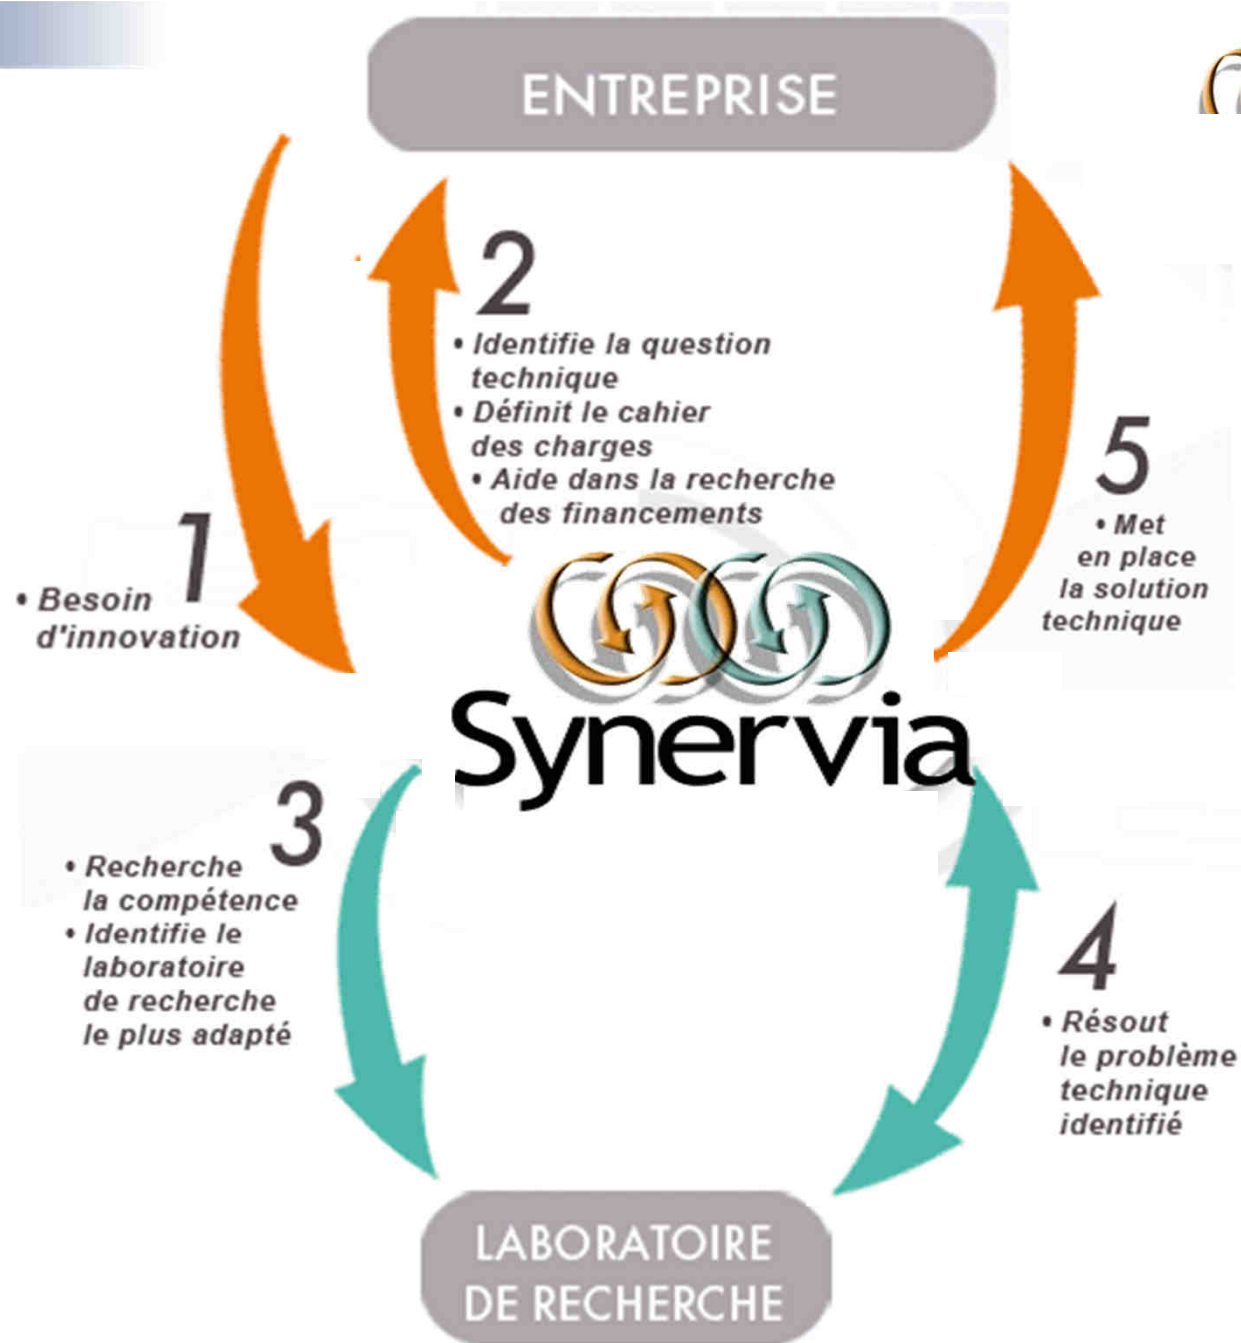 ENTREPRISE
1
• Besoin
d'innovation
2
• Identifie la question
technique
• Définit le cahier
des charges
• Aide dans la recherche
des financements
5
• Met
en place
la solution
technique
Synervia
3
• Recherche
la compétence
• Identifie le
laboratoire
de recherche
le plus adapté
4
• Résout
le problème
technique
identifié
LABORATOIRE
DE RECHERCHE